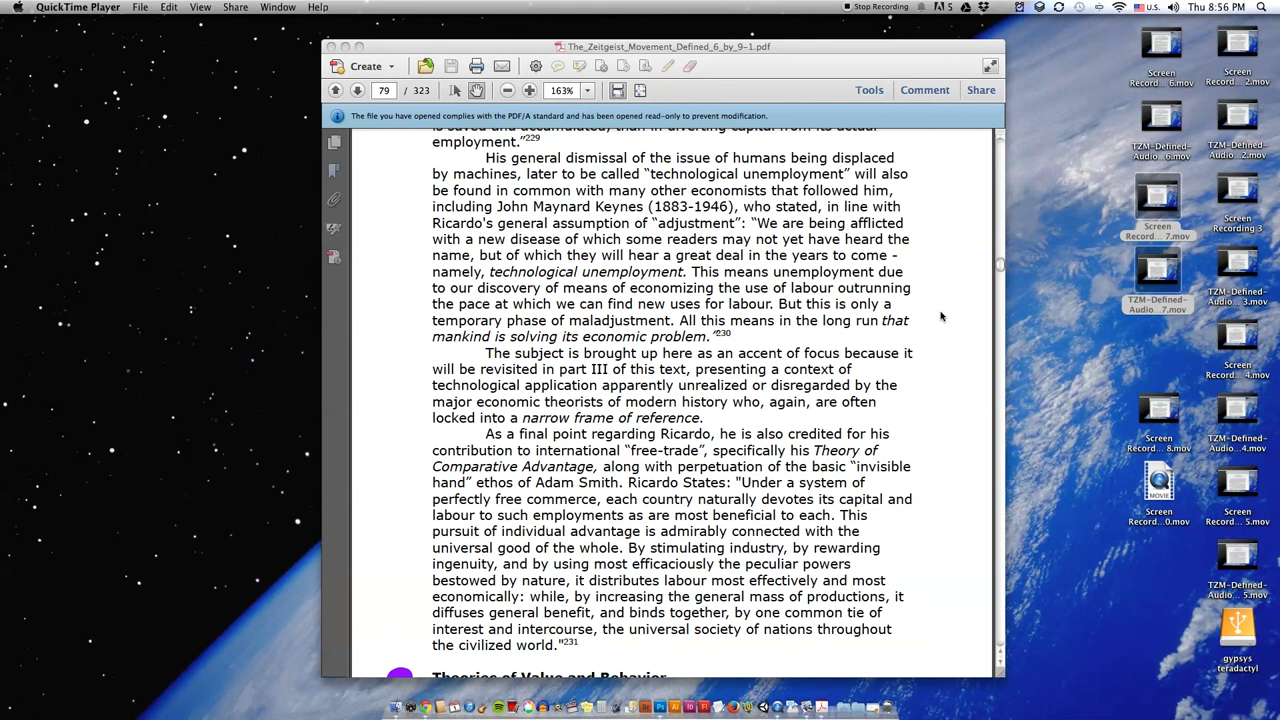 QuickTime Player File Edit View Share Window Help
Stop Recording 5 U.S. Thu 8:56 PM
The_Zeitgeist_Movement_Defined_6_by_9-1.pdf
Create
79 / 323 163% Tools Comment Share
The file you have opened complies with the PDF/A standard and has been opened read-only to prevent modification.
is saved and accumulated, than in diverting capital from its actual
employment."229
His general dismissal of the issue of humans being displaced
by machines, later to be called "technological unemployment" will also
be found in common with many other economists that followed him,
including John Maynard Keynes (1883-1946), who stated, in line with
Ricardo's general assumption of "adjustment": "We are being afflicted
with a new disease of which some readers may not yet have heard the
name, but of which they will hear a great deal in the years to come -
namely, technological unemployment. This means unemployment due
to our discovery of means of economizing the use of labour outrunning
the pace at which we can find new uses for labour. But this is only a
temporary phase of maladjustment. All this means in the long run that
mankind is solving its economic problem."230
The subject is brought up here as an accent of focus because it
will be revisited in part III of this text, presenting a context of
technological application apparently unrealized or disregarded by the
major economic theorists of modern history who, again, are often
locked into a narrow frame of reference.
As a final point regarding Ricardo, he is also credited for his
contribution to international "free-trade", specifically his Theory of
Comparative Advantage, along with perpetuation of the basic "invisible
hand" ethos of Adam Smith. Ricardo States: "Under a system of
perfectly free commerce, each country naturally devotes its capital and
labour to such employments as are most beneficial to each. This
pursuit of individual advantage is admirably connected with the
universal good of the whole. By stimulating industry, by rewarding
ingenuity, and by using most efficaciously the peculiar powers
bestowed by nature, it distributes labour most effectively and most
economically: while, by increasing the general mass of productions, it
diffuses general benefit, and binds together, by one common tie of
interest and intercourse, the universal society of nations throughout
the civilized world."231
Theories of Value and Behavior
Screen
Record... 6.mov
Screen
Recor... 2.mov
TZM-Defined-
Audio... 6.mov
TZM-Defined-
Audio... 2.mov
Screen
Record... 7.mov
Screen
Recording 3
TZM-Defined-
Audio... 7.mov
TZM-Defined-
Audio... 3.mov
Screen
Recor... 4.mov
Screen
Record... 8.mov
TZM-Defined-
Audio...4.mov
MOVIE
Screen
Record...0.mov
Screen
Recor... 5.mov
TZM-Defined-
Audio... 5.mov
gypsys
teradactyl